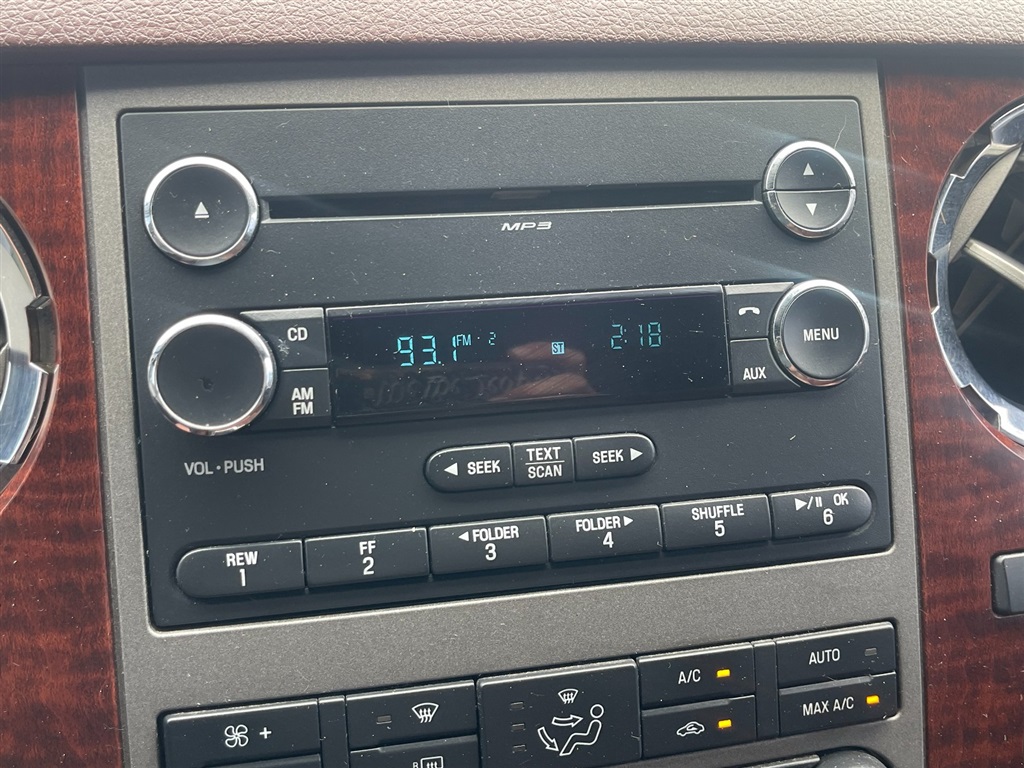 MP3
CD
93.1 FM 2
ST
2:18
MENU
AM
FM
AUX
VOL • PUSH
◀ SEEK
TEXT
SCAN
SEEK ▶
REW
1
FF
2
◀ FOLDER
3
FOLDER ▶
4
SHUFFLE
5
▶/II OK
6
A/C
AUTO
MAX A/C
+
R